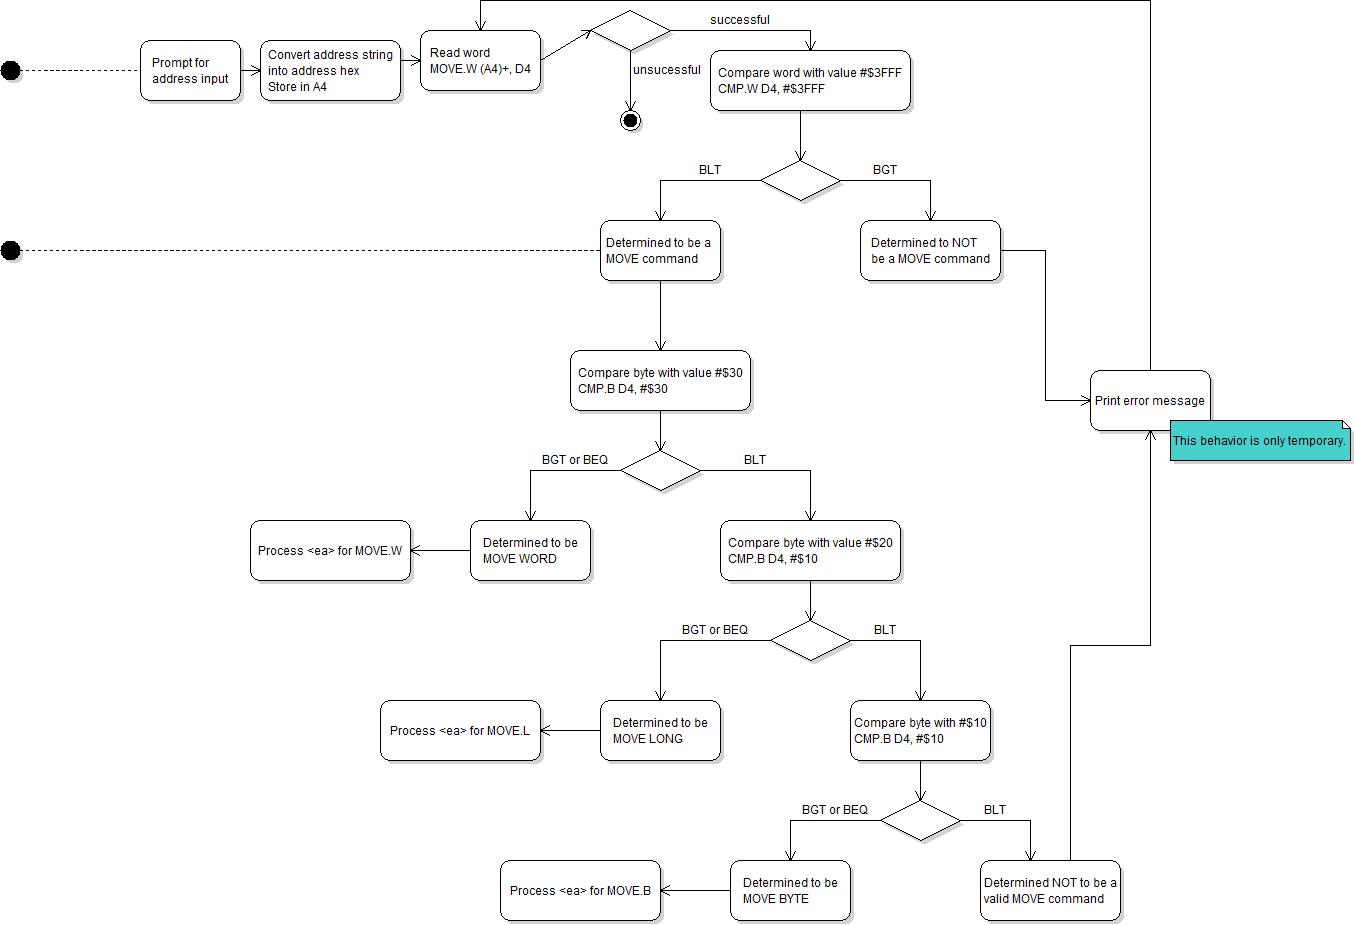 successful
Prompt for
address input
Convert address string
into address hex
Store in A4
Read word
MOVE.W (A4)+, D4
unsucessful
Compare word with value #$3FFF
CMP.W D4, #$3FFF
BLT
BGT
Determined to be a
MOVE command
Determined to NOT
be a MOVE command
Compare byte with value #$30
CMP.B D4, #$30
Print error message
This behavior is only temporary.
BGT or BEQ
BLT
Process <ea> for MOVE.W
Determined to be
MOVE WORD
Compare byte with value #$20
CMP.B D4, #$10
BGT or BEQ
BLT
Process <ea> for MOVE.L
Determined to be
MOVE LONG
Compare byte with #$10
CMP.B D4, #$10
BGT or BEQ
BLT
Process <ea> for MOVE.B
Determined to be
MOVE BYTE
Determined NOT to be a
valid MOVE command